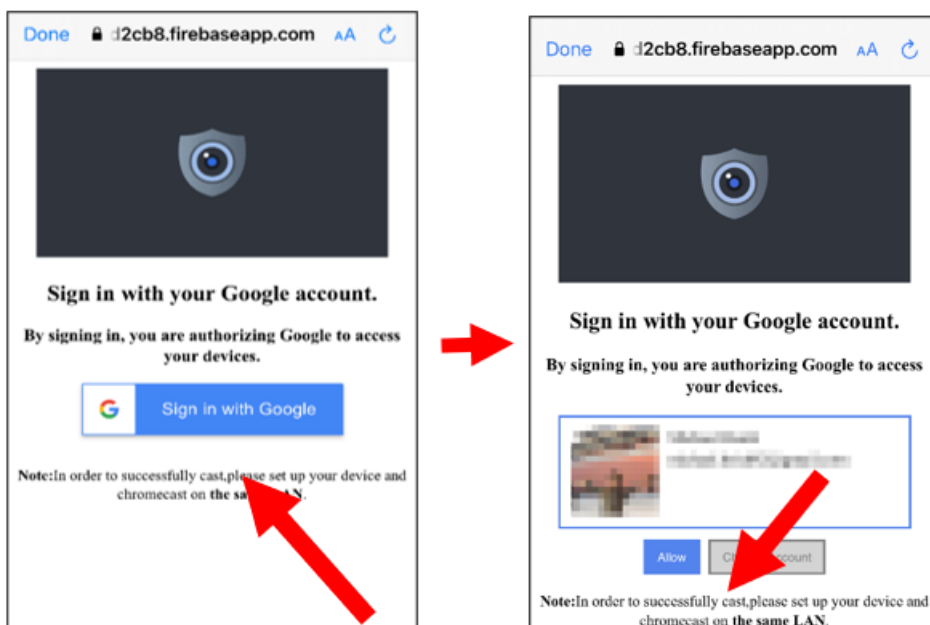 Done d2cb8.firebaseapp.com AA
Sign in with your Google account.
By signing in, you are authorizing Google to access
your devices.
G Sign in with Google
Note:In order to successfully cast,please set up your device and
chromecast on the same LAN.
Done d2cb8.firebaseapp.com AA
Sign in with your Google account.
By signing in, you are authorizing Google to access
your devices.
Allow
Note:In order to successfully cast,please set up your device and
chromecast on the same LAN.